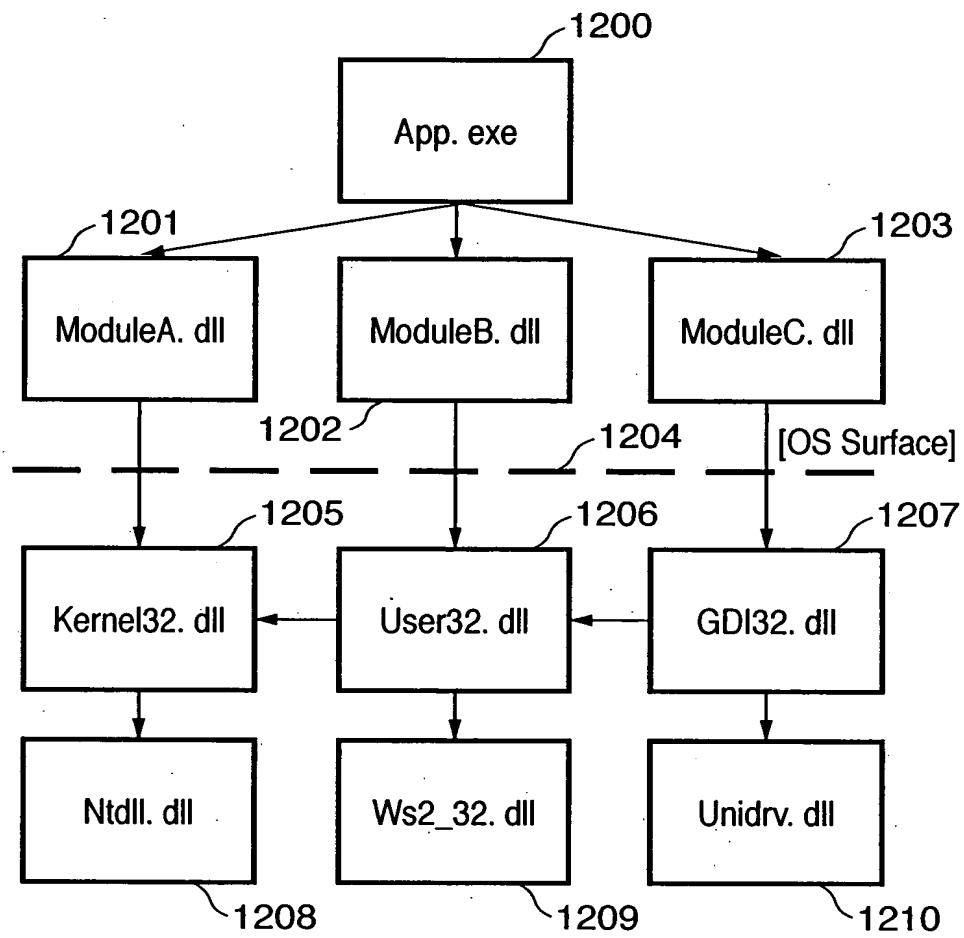 1200
App. exe
1201
1203
ModuleA. dll
ModuleB. dll
ModuleC. dll
1202
1204
[OS Surface]
1205
1206
1207
Kernel32. dll
User32. dll
GDI32. dll
Ntdll. dll
Ws2_32. dll
Unidrv. dll
1208
1209
1210